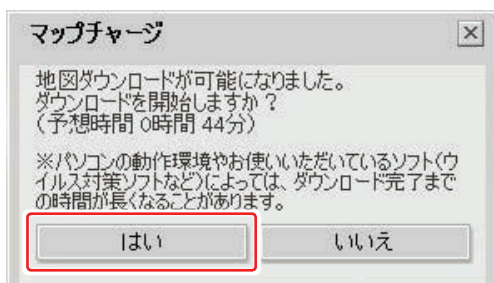 マップチャージ
地図ダウンロードが可能になりました。
ダウンロードを開始しますか？
（予想時間 0時間 44分）
※パソコンの動作環境やお使いいただいているソフト（ウ
イルス対策ソフトなど）によっては、ダウンロード完了まで
の時間が長くなることがあります。
はい
いいえ